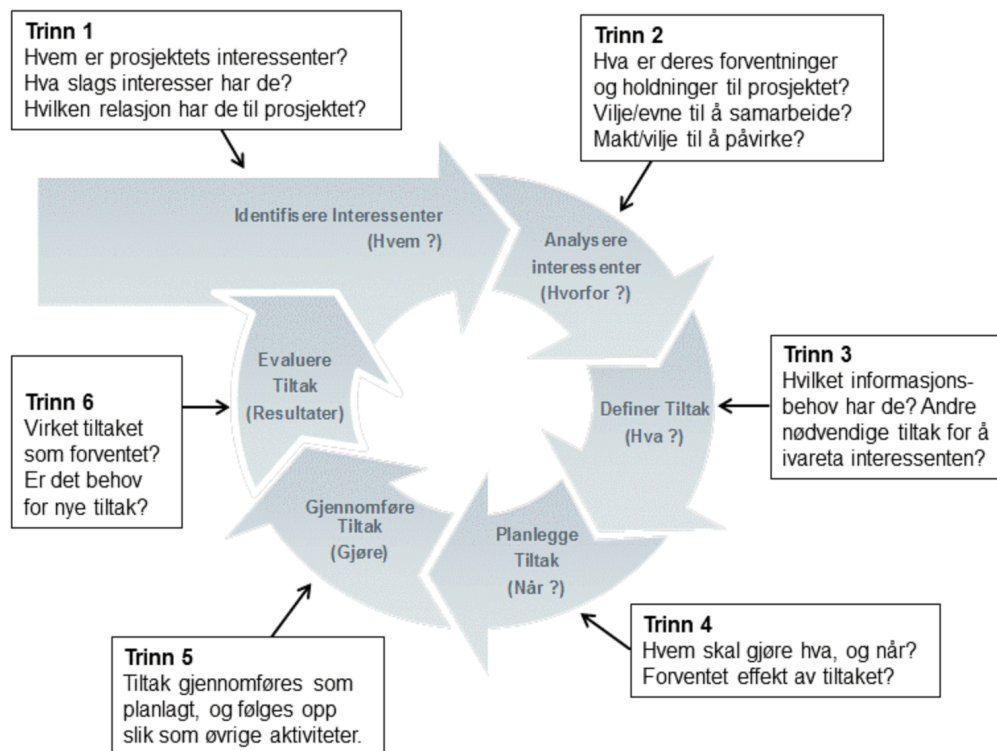 Trinn 1
Hvem er prosjektets interessenter?
Hva slags interesser har de?
Hvilken relasjon har de til prosjektet?
Trinn 2
Hva er deres forventninger
og holdninger til prosjektet?
Vilje/evne til å samarbeide?
Makt/vilje til å påvirke?
Identifisere Interessenter
(Hvem ?)
Analysere
interessenter
(Hvorfor ?)
Trinn 3
Hvilket informasjons-
behov har de? Andre
nødvendige tiltak for å
ivareta interessenten?
Definer Tiltak
(Hva ?)
Planlegge
Tiltak
(Når ?)
Trinn 4
Hvem skal gjøre hva, og når?
Forventet effekt av tiltaket?
Gjennomføre
Tiltak
(Gjøre)
Trinn 5
Tiltak gjennomføres som
planlagt, og følges opp
slik som øvrige aktiviteter.
Evaluere
Tiltak
(Resultater)
Trinn 6
Virket tiltaket
som forventet?
Er det behov
for nye tiltak?